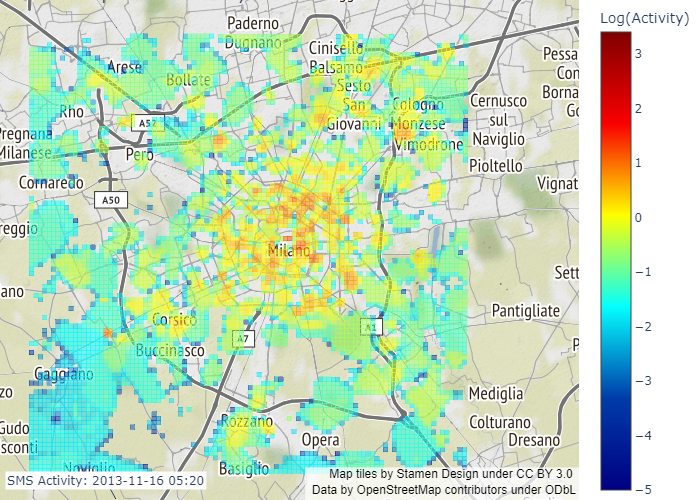 Log(Activity)
3
2
1
0
−1
−2
−3
−4
−5
Paderno
Dugnano
Cinisello
Balsamo
Sesto
San
Giovanni
Cologno
Monzese
Vimodrone
Cernusco
sul
Naviglio
Pioltello
Pessa
Con
Borna
Go
Vignat
Arese
Bollate
Rho
A52
Pero
Pregnana
Milanese
Cornaredo
A50
reggio
Milano
ano
Sett
Pantigliate
P
Corsico
Buccinasco
A7
A1
Gaggiano
zo
Gudo
sconti
Noviglio
Rozzano
Opera
Basiglio
Mediglia
Colturano
Dresano
SMS Activity: 2013-11-16 05:20
Map tiles by Stamen Design under CC BY 3.0
Data by OpenStreetMap contributors under ODbL